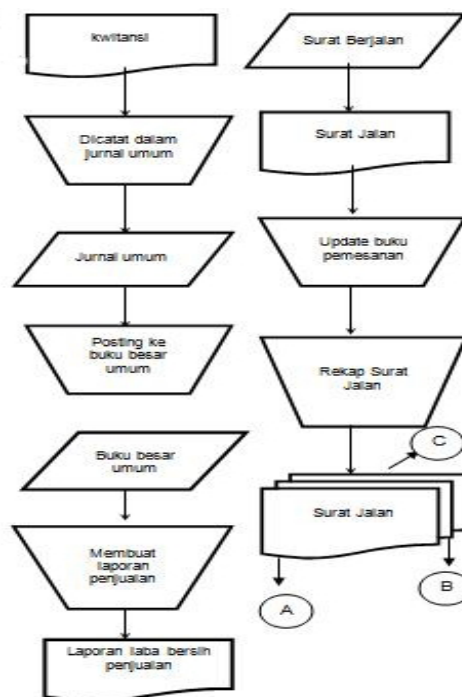 kwitansi
Dicatat dalam
jurnal umum
Jurnal umum
Posting ke
buku besar
umum
Buku besar
umum
Membuat
laporan
penjualan
Laporan laba bersih
penjualan
Surat Berjalan
Surat Jalan
Update buku
pemesanan
Rekap Surat
Jalan
C
Surat Jalan
B
A